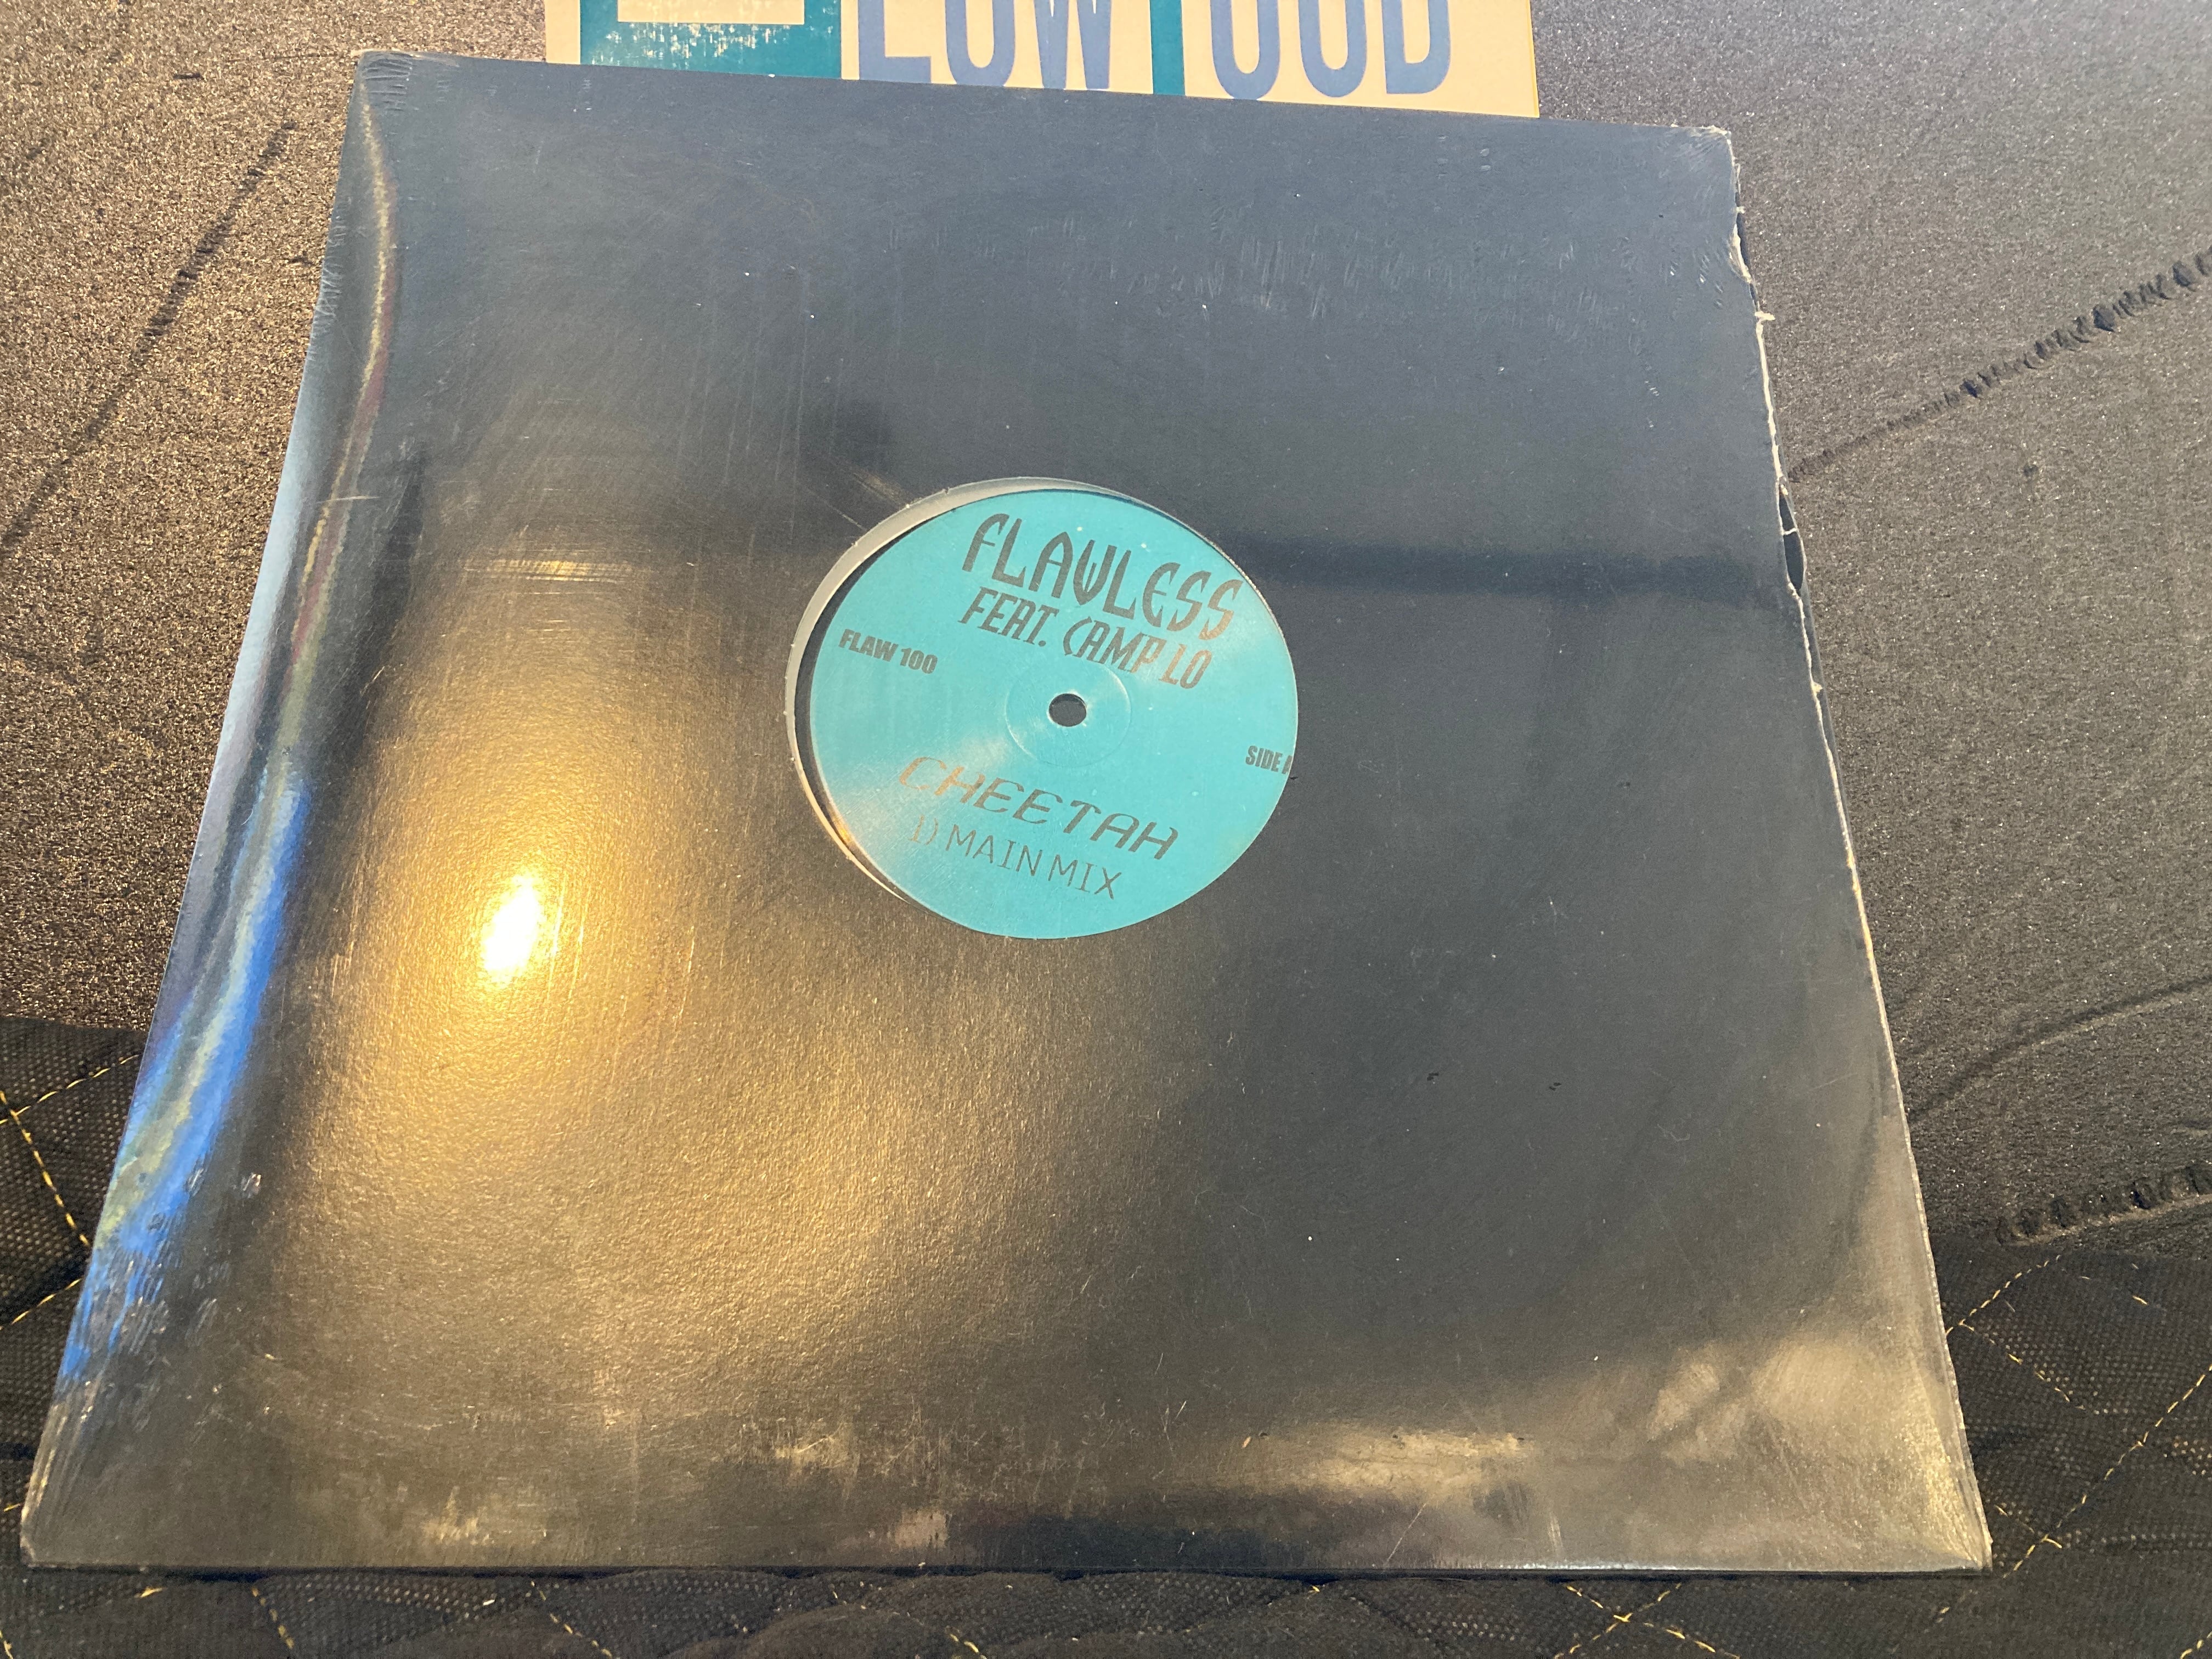 FLAWLESS
FEAT. CAMP LO
FLAW 100
SIDE A
CHEETAH
1) MAIN MIX